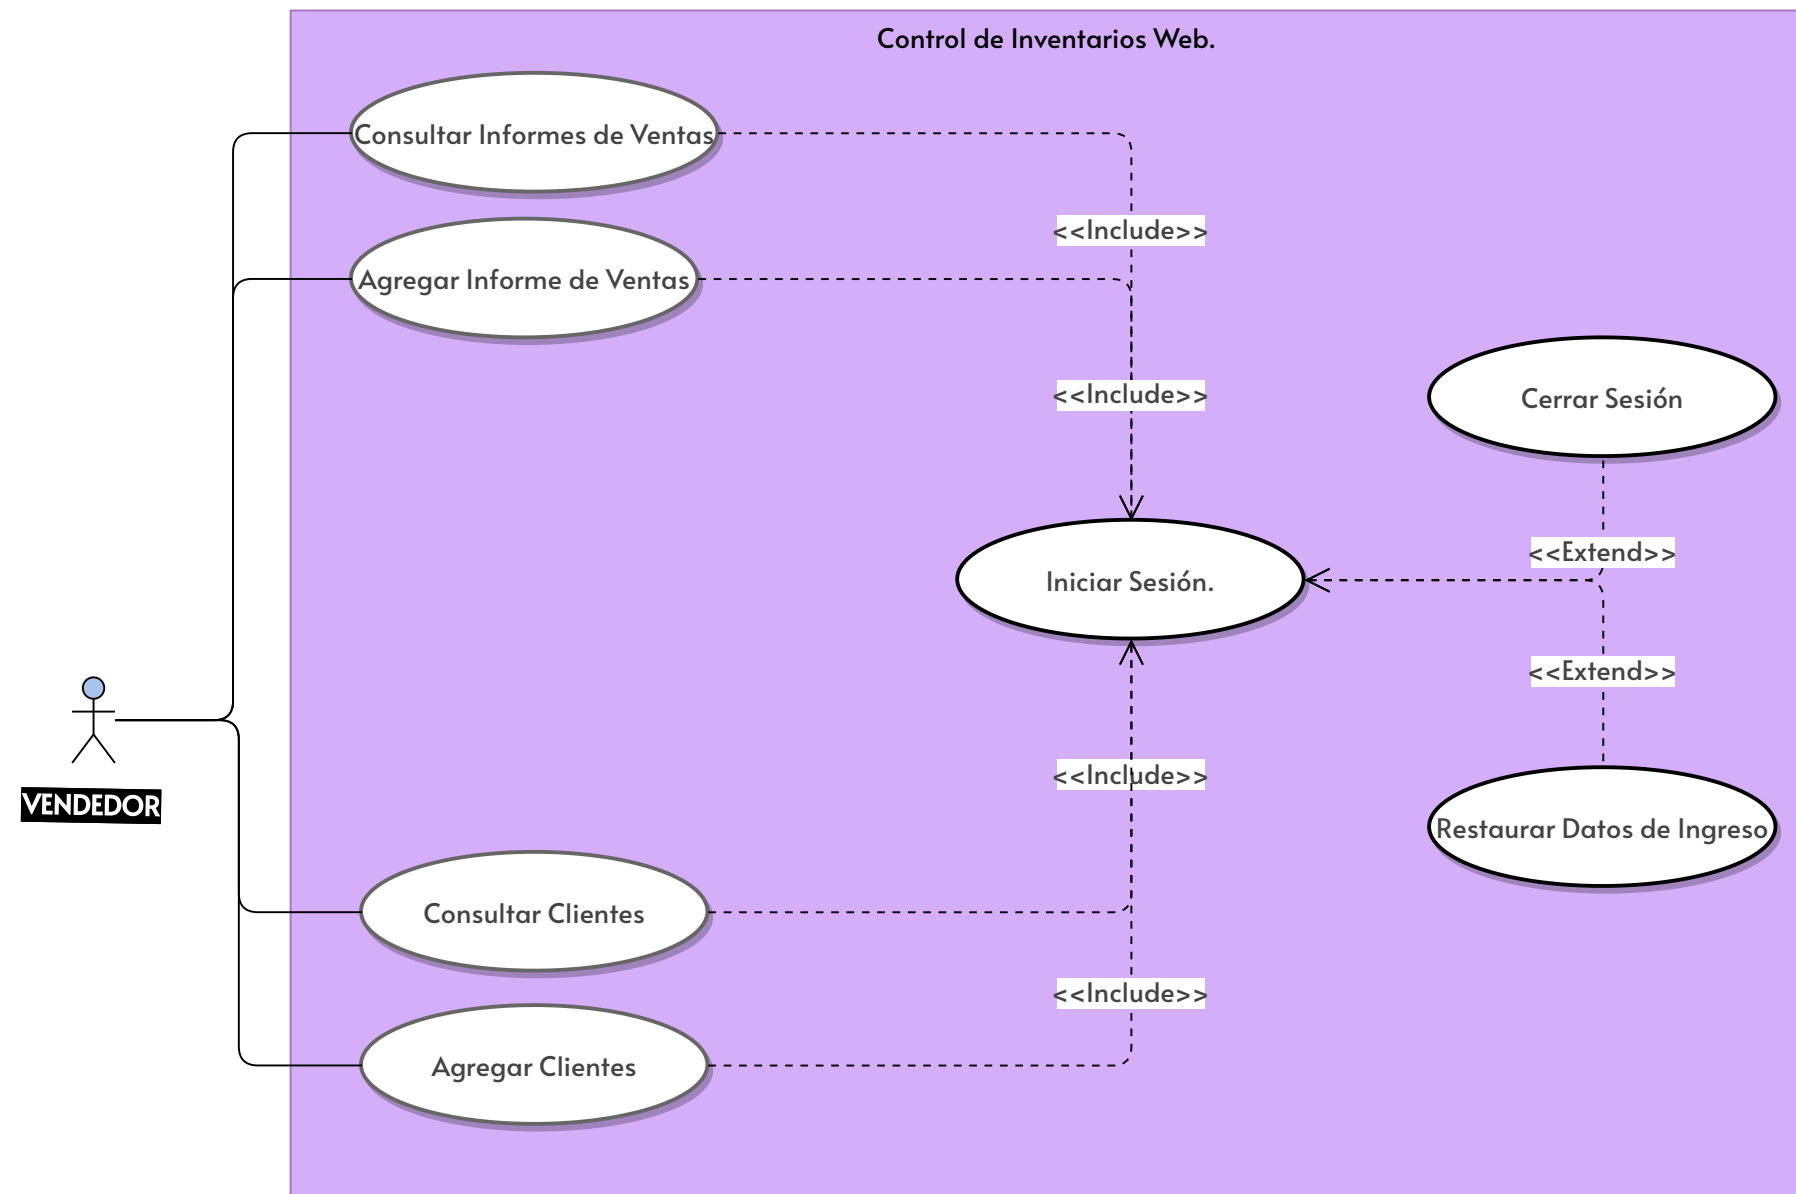 Control de Inventarios Web.
Consultar Informes de Ventas
<<Include>>
Agregar Informe de Ventas
<<Include>>
Cerrar Sesión
<<Extend>>
Iniciar Sesión.
<<Extend>>
<<Include>>
VENDEDOR
Restaurar Datos de Ingreso
Consultar Clientes
<<Include>>
Agregar Clientes